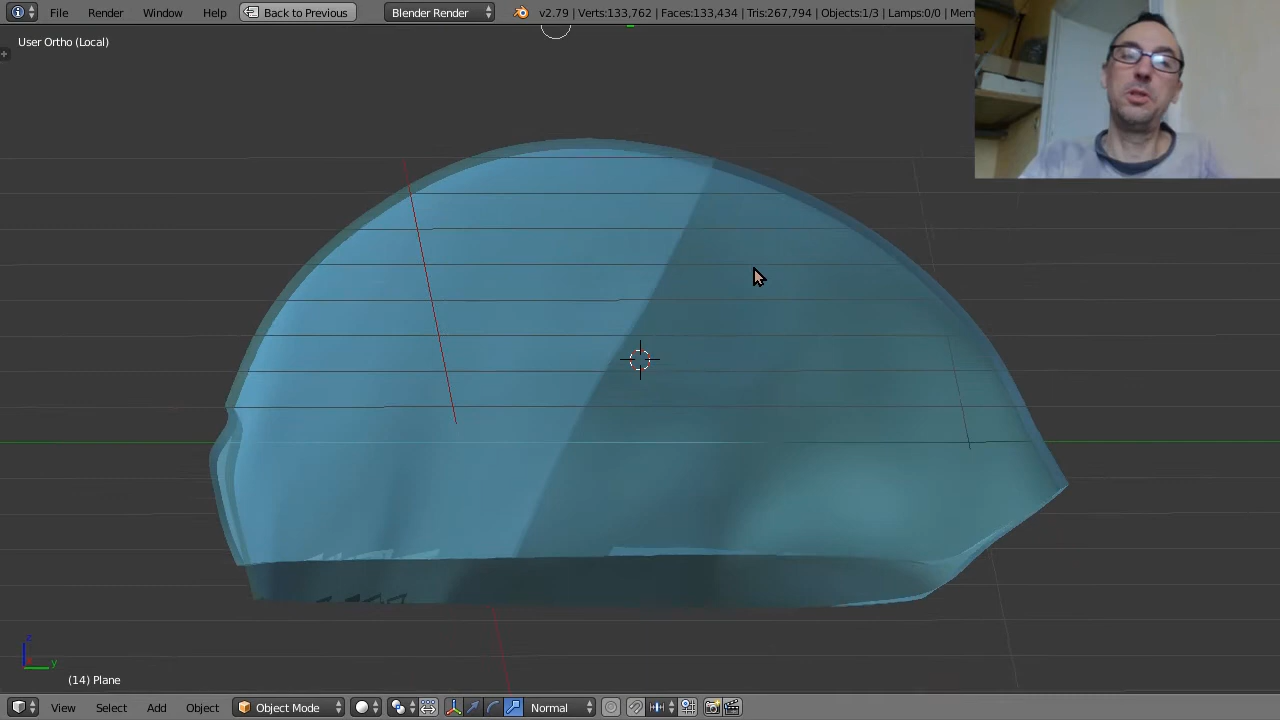 File Render Window Help Back to Previous Blender Render v2.79 | Verts:133,762 | Faces:133,434 | Tris:267,794 | Objects:1/3 | Lamps:0/0 | Mem
User Ortho (Local)
z
y
(14) Plane
View Select Add Object Object Mode Normal